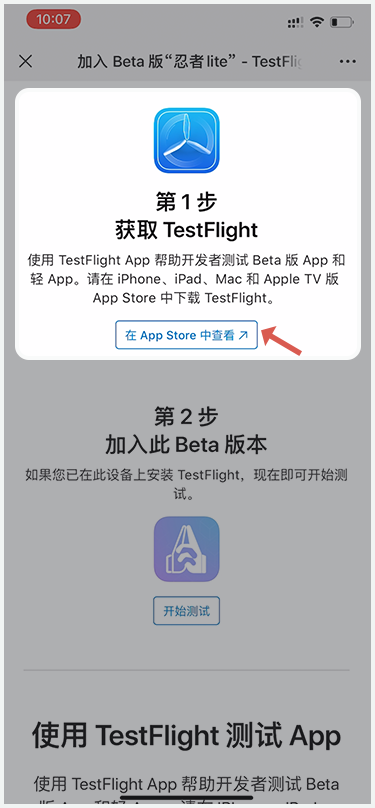 10:07
加入 Beta 版“忍者lite” - TestFli
第 1 步
获取 TestFlight
使用 TestFlight App 帮助开发者测试 Beta 版 App 和
轻 App。请在 iPhone、iPad、Mac 和 Apple TV 版
App Store 中下载 TestFlight。
在 App Store 中查看 ↗
第 2 步
加入此 Beta 版本
如果您已在此设备上安装 TestFlight，现在即可开始测
试。
开始测试
使用 TestFlight 测试 App
使用 TestFlight App 帮助开发者测试 Beta